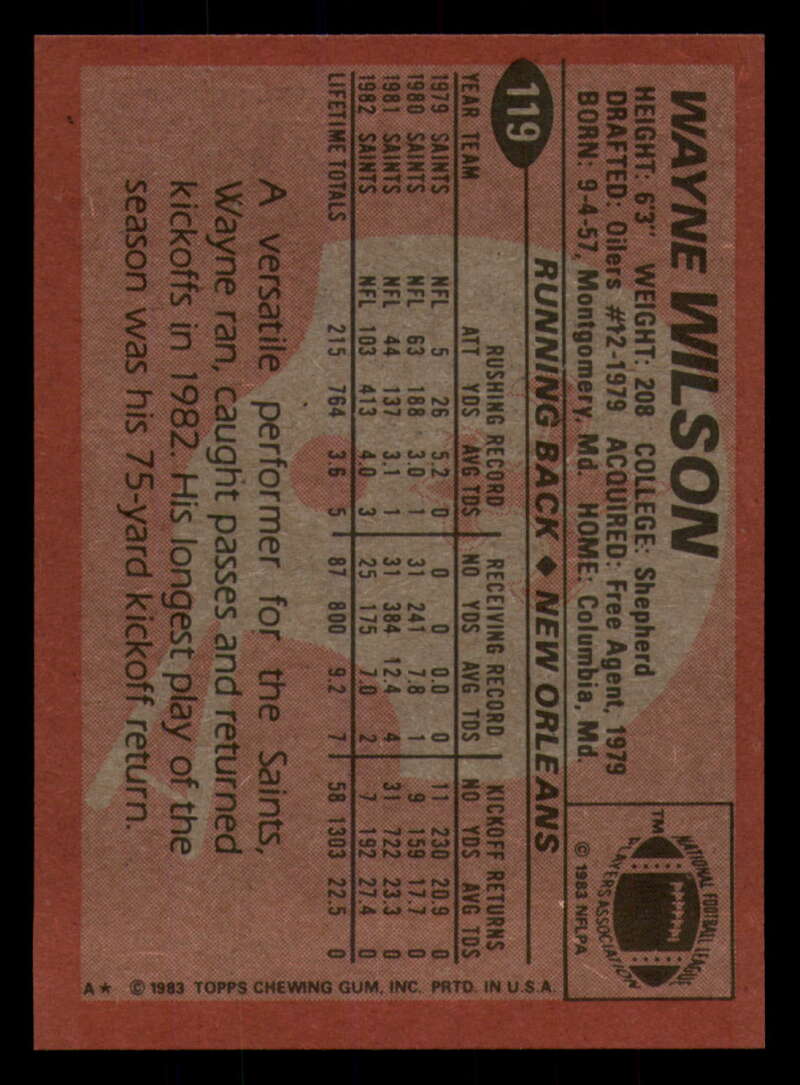 119
WAYNE WILSON
HEIGHT: 6'3" WEIGHT: 208 COLLEGE: Shepherd
DRAFTED: Oilers #12-1979 ACQUIRED: Free Agent, 1979
BORN: 9-4-57, Montgomery, Md. HOME: Columbia, Md.
RUNNING BACK ♦ NEW ORLEANS
NATIONAL FOOTBALL LEAGUE
PLAYERS ASSOCIATION
TM
© 1983 NFLPA
RUSHING RECORD RECEIVING RECORD KICKOFF RETURNS
YEAR TEAM ATT YDS AVG TDS NO YDS AVG TDS NO YDS AVG TDS
1979 SAINTS NFL 5 26 5.2 0 0 0 0.0 0 11 230 20.9 0
1980 SAINTS NFL 63 188 3.0 1 31 241 7.8 1 9 159 17.7 0
1981 SAINTS NFL 44 137 3.1 1 31 384 12.4 4 31 722 23.3 0
1982 SAINTS NFL 103 413 4.0 3 25 175 7.0 2 7 192 27.4 0
LIFETIME TOTALS 215 764 3.6 5 87 800 9.2 7 58 1303 22.5 0
A versatile performer for the Saints,
Wayne ran, caught passes and returned
kickoffs in 1982. His longest play of the
season was his 75-yard kickoff return.
A★ © 1983 TOPPS CHEWING GUM, INC. PRTD. IN U.S.A.